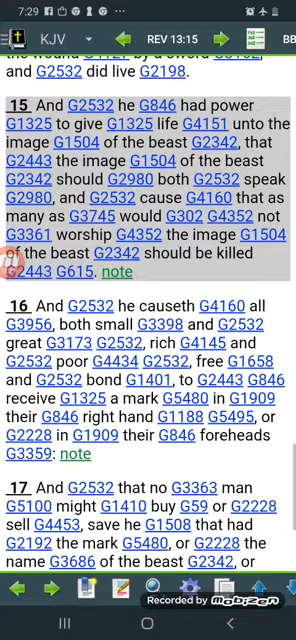 7:29
KJV REV 13:15 BB
the wound G4127 by a sword G3162,
and G2532 did live G2198.
15 And G2532 he G846 had power
G1325 to give G1325 life G4151 unto the
image G1504 of the beast G2342, that
G2443 the image G1504 of the beast
G2342 should G2980 both G2532 speak
G2980, and G2532 cause G4160 that as
many as G3745 would G302 G4352 not
G3361 worship G4352 the image G1504
of the beast G2342 should be killed
G2443 G615. note
16 And G2532 he causeth G4160 all
G3956, both small G3398 and G2532
great G3173 G2532, rich G4145 and
G2532 poor G4434 G2532, free G1658
and G2532 bond G1401, to G2443 G846
receive G1325 a mark G5480 in G1909
their G846 right hand G1188 G5495, or
G2228 in G1909 their G846 foreheads
G3359: note
17 And G2532 that no G3363 man
G5100 might G1410 buy G59 or G2228
sell G4453, save he G1508 that had
G2192 the mark G5480, or G2228 the
name G3686 of the beast G2342, or
Recorded by mobizen